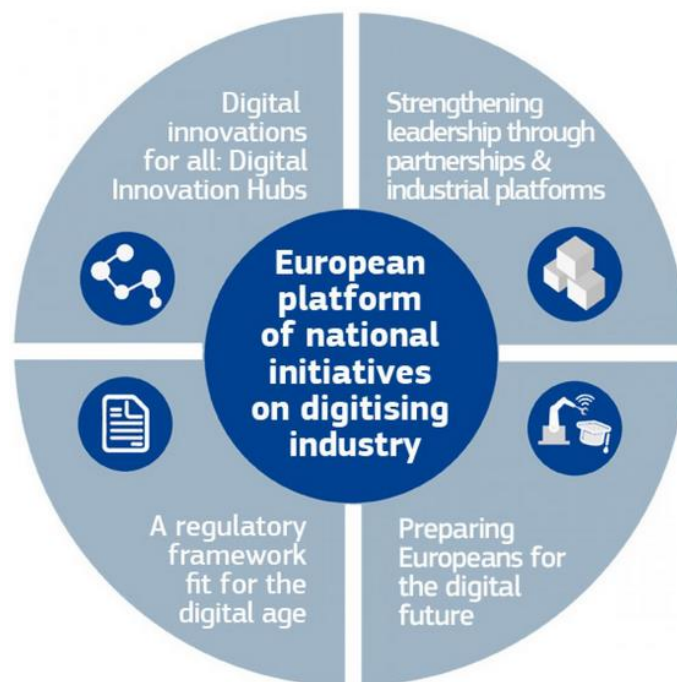 Digital
innovations
for all: Digital
Innovation Hubs
Strengthening
leadership through
partnerships &
industrial platforms
European
platform
of national
initiatives
on digitising
industry
A regulatory
framework
fit for the
digital age
Preparing
Europeans for
the digital
future